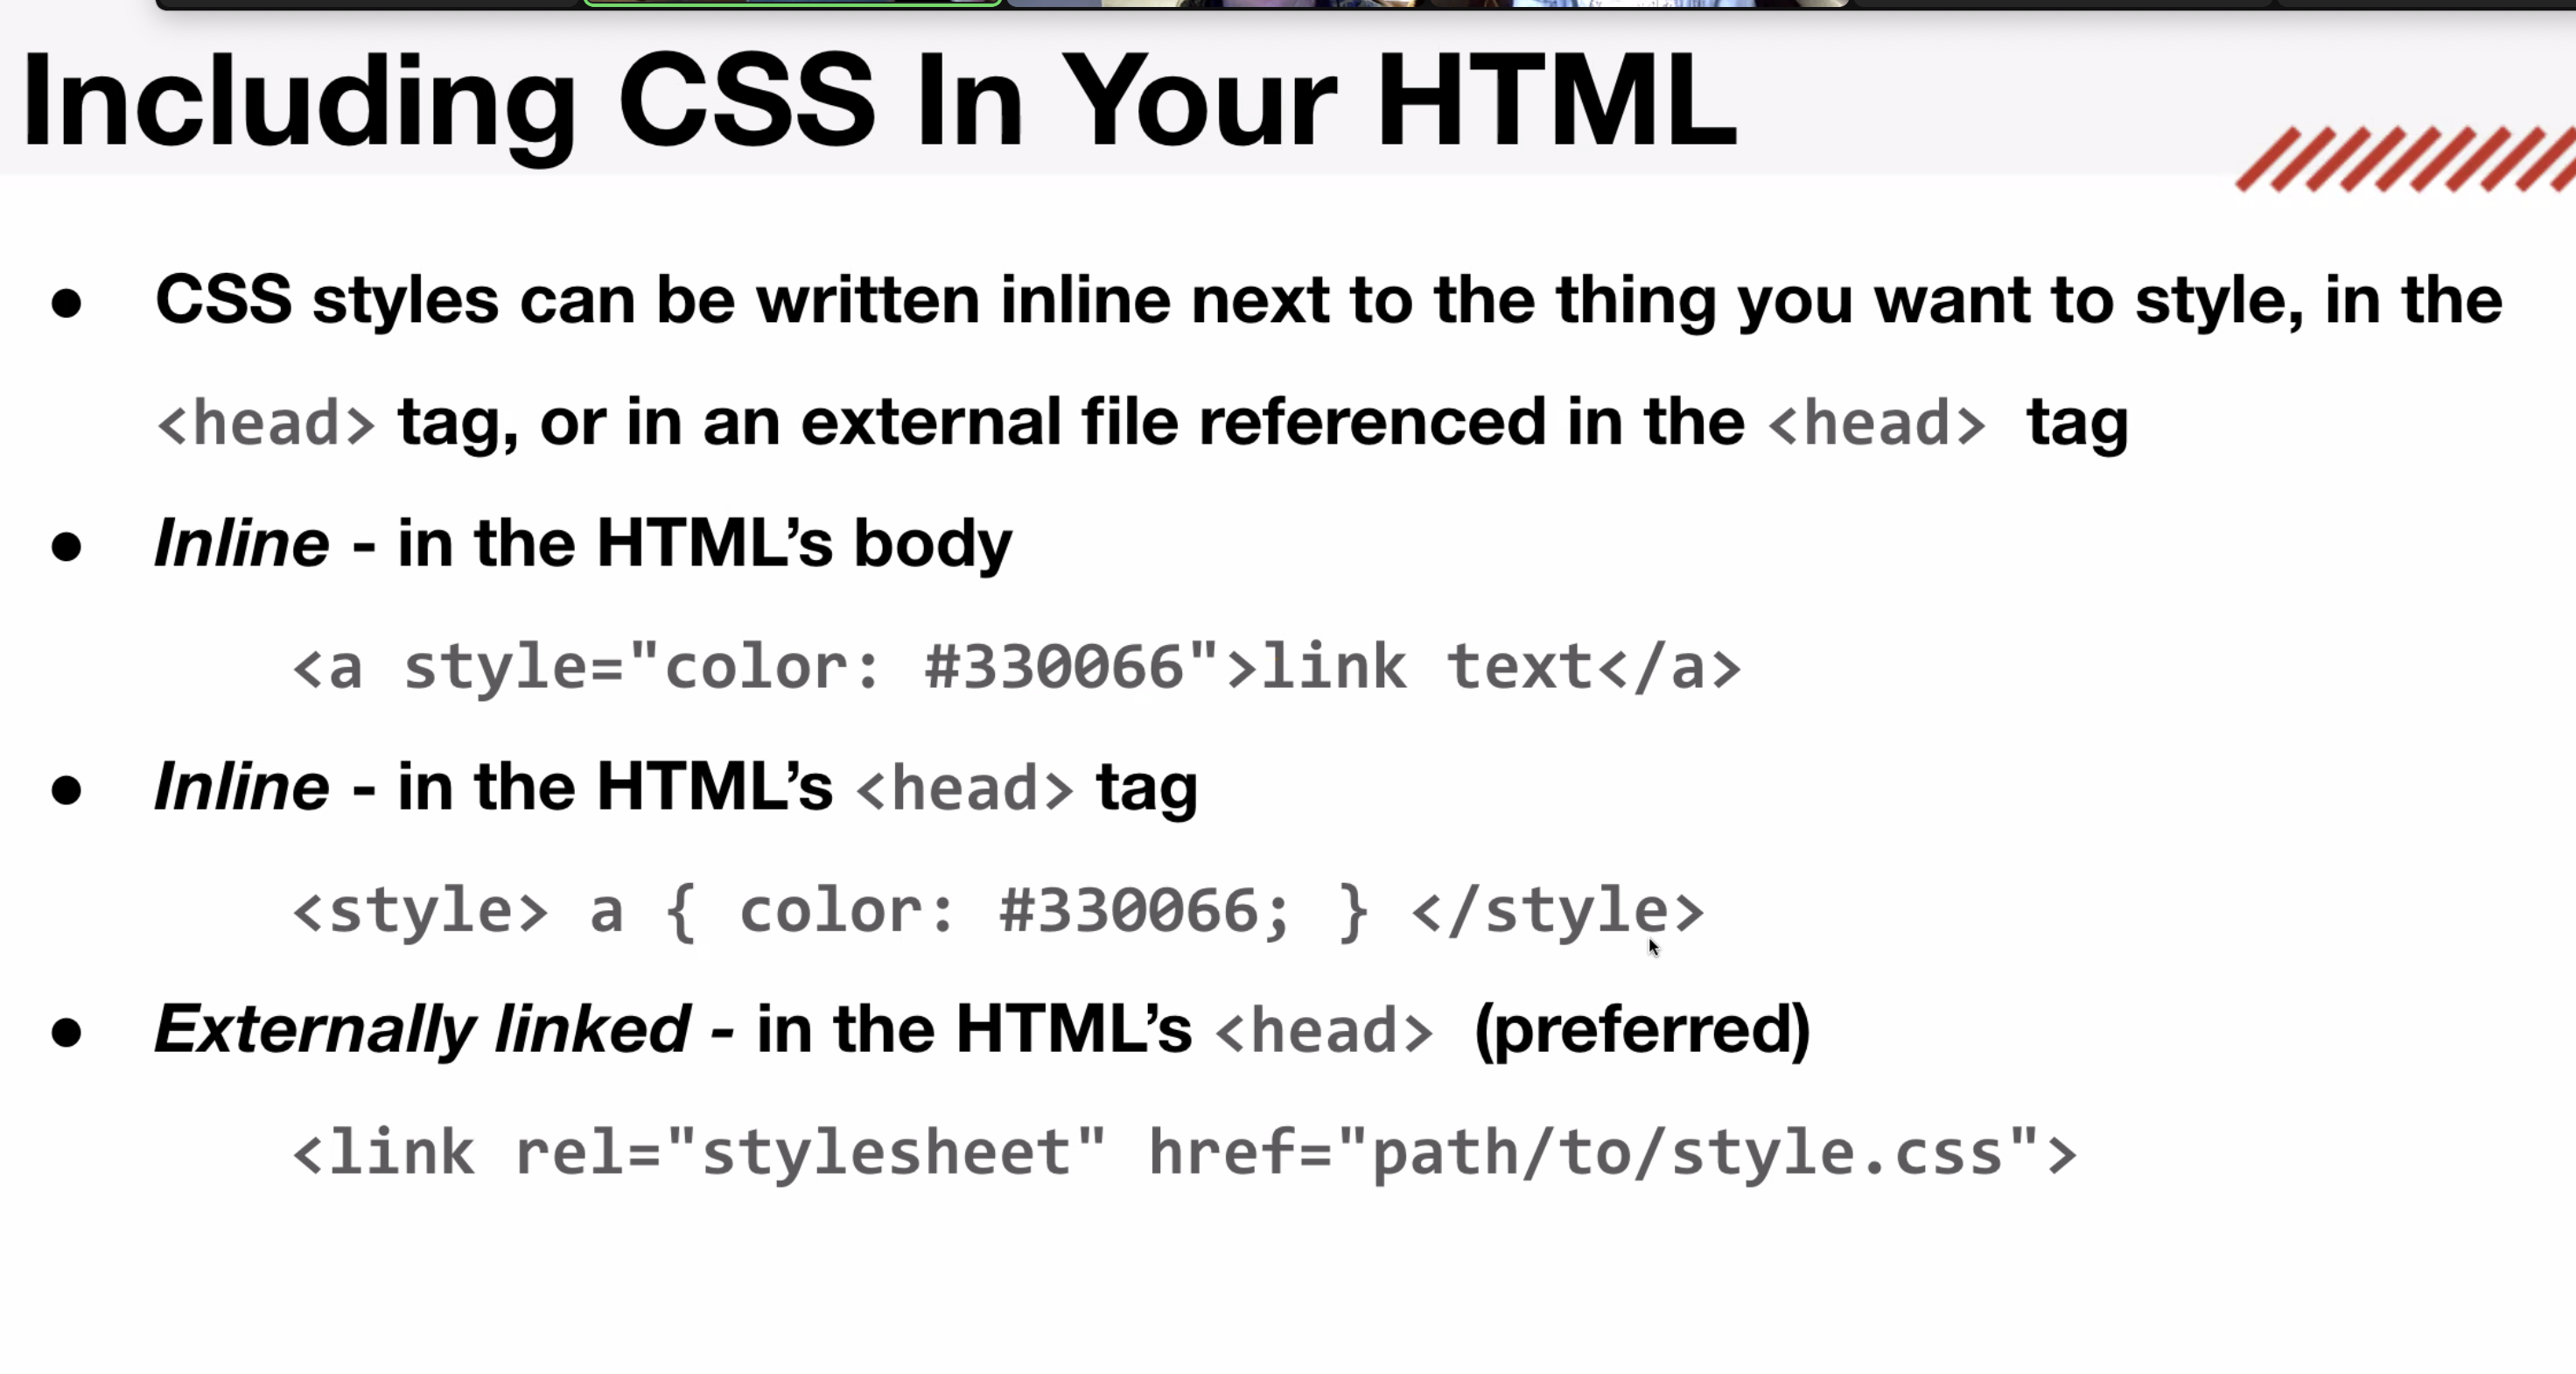 Including CSS In Your HTML
● CSS styles can be written inline next to the thing you want to style, in the
<head> tag, or in an external file referenced in the <head> tag
● Inline - in the HTML’s body
<a style="color: #330066">link text</a>
● Inline - in the HTML’s <head> tag
<style> a { color: #330066; } </style>
● Externally linked - in the HTML’s <head> (preferred)
<link rel="stylesheet" href="path/to/style.css">